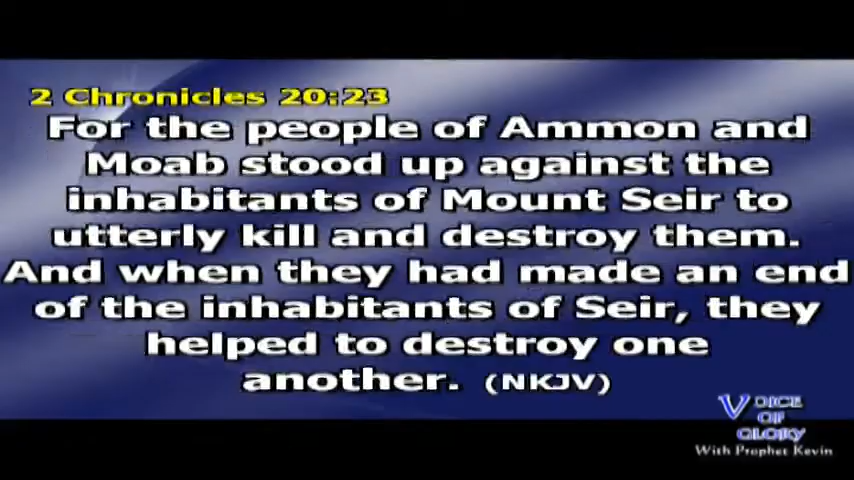 2 Chronicles 20:23
For the people of Ammon and
Moab stood up against the
inhabitants of Mount Seir to
utterly kill and destroy them.
And when they had made an end
of the inhabitants of Seir, they
helped to destroy one
another. (NKJV)
VOICE
OF
GLORY
With Prophet Kevin